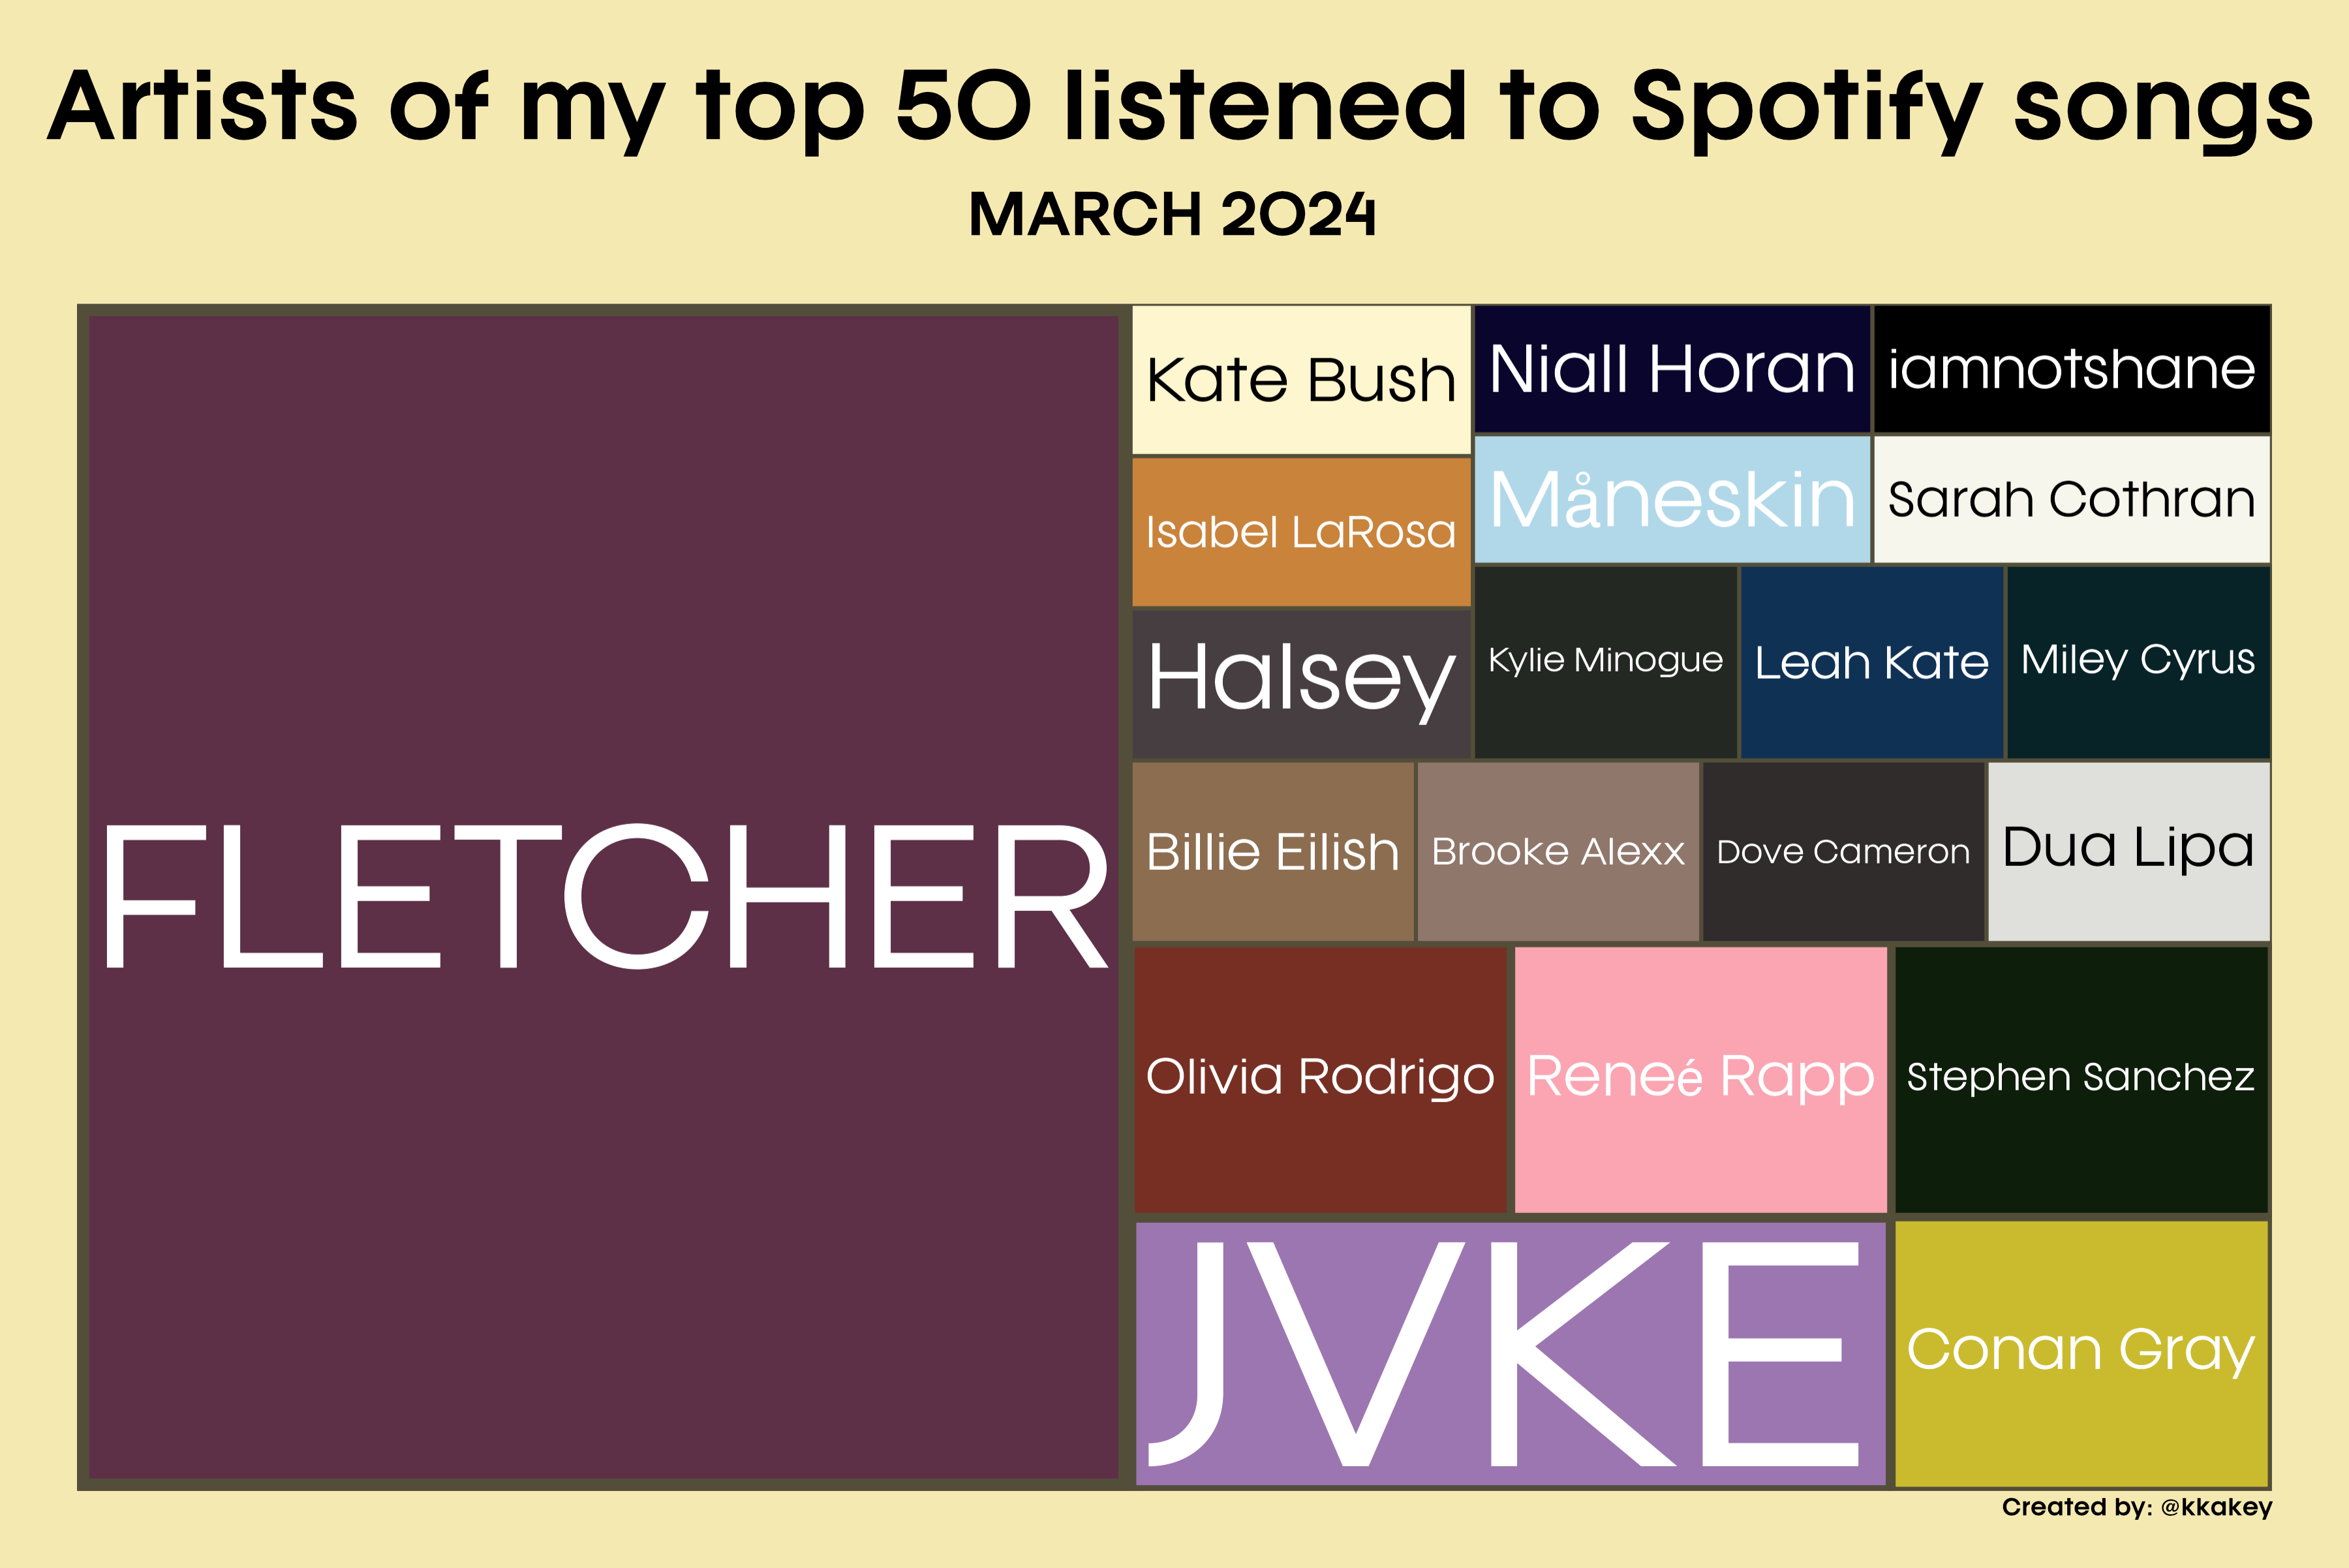 Artists of my top 50 listened to Spotify songs
MARCH 2024
FLETCHER
Kate Bush
Niall Horan
iamnotshane
Isabel LaRosa
Måneskin
Sarah Cothran
Halsey
Kylie Minogue
Leah Kate
Miley Cyrus
Billie Eilish
Brooke Alexx
Dove Cameron
Dua Lipa
Olivia Rodrigo
Reneé Rapp
Stephen Sanchez
JVKE
Conan Gray
Created by: @kkakey